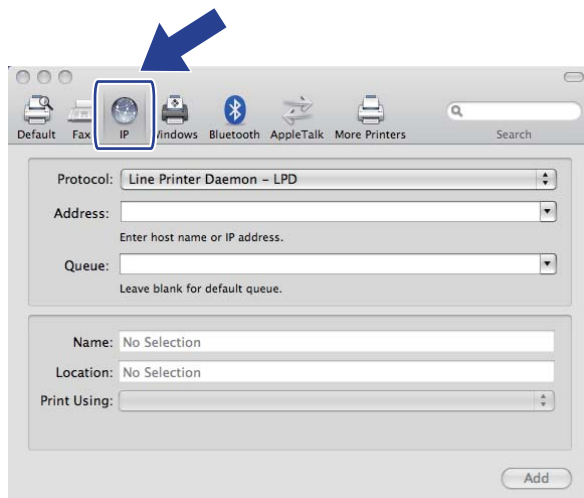 Default Fax IP Windows Bluetooth AppleTalk More Printers Search
Protocol: Line Printer Daemon – LPD
Address:
Enter host name or IP address.
Queue:
Leave blank for default queue.
Name: No Selection
Location: No Selection
Print Using:
Add